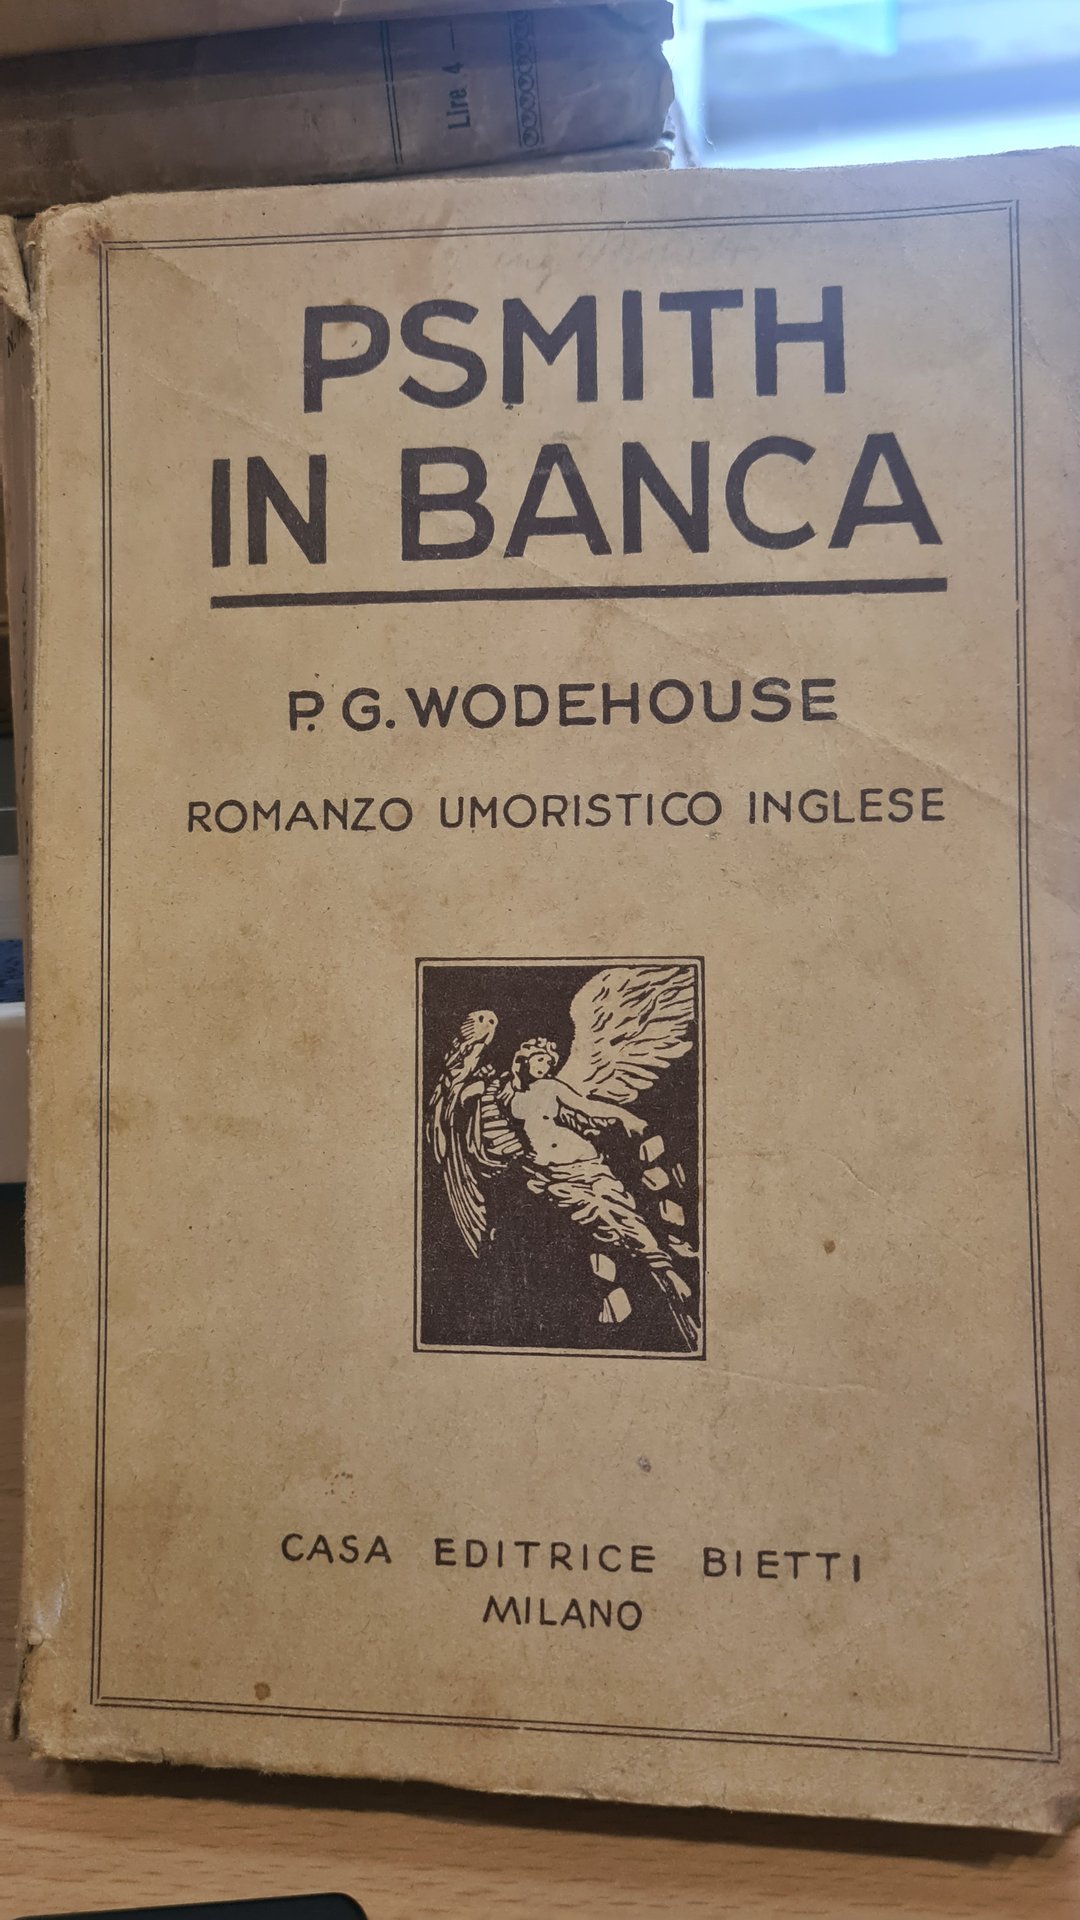 Lire 4 —
PSMITH
IN BANCA
P. G. WODEHOUSE
ROMANZO UMORISTICO INGLESE
CASA EDITRICE BIETTI
MILANO